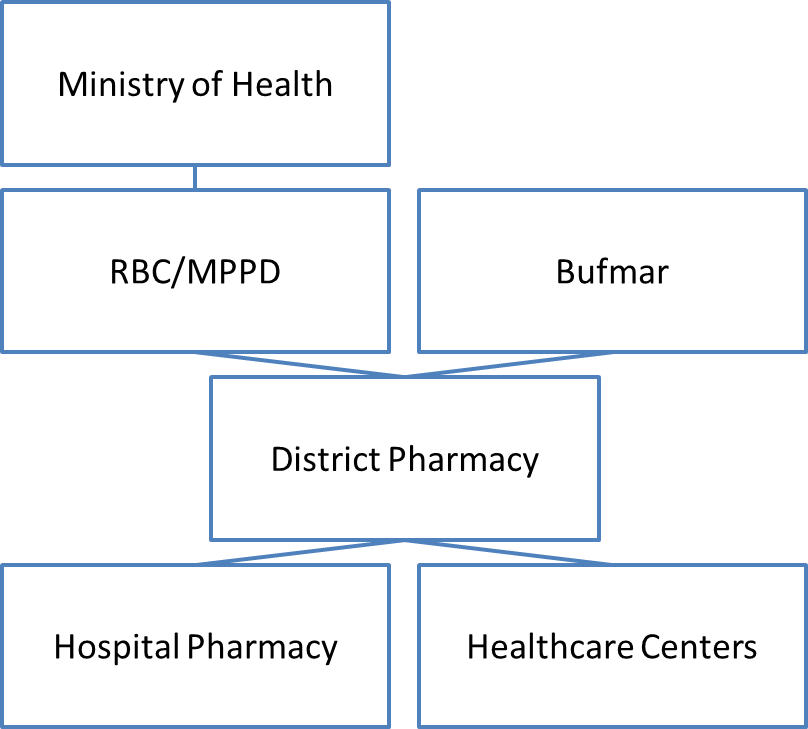 Ministry of Health
RBC/MPPD
Bufmar
District Pharmacy
Hospital Pharmacy
Healthcare Centers